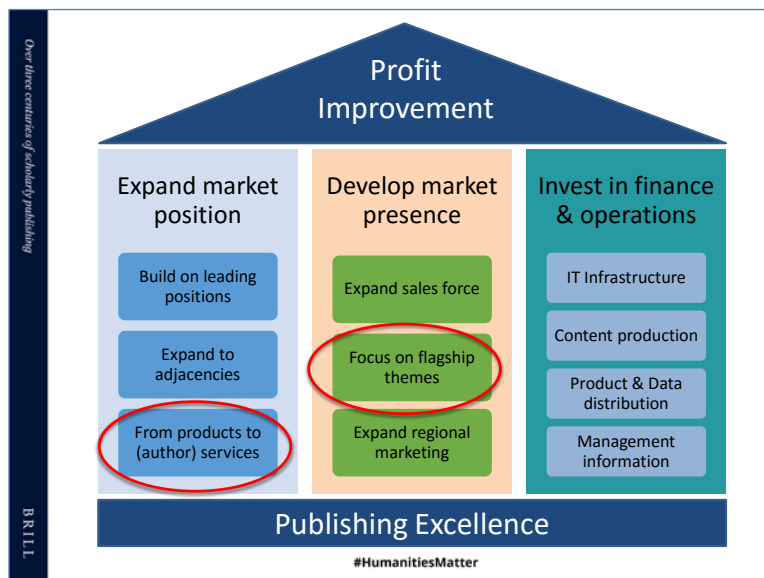 Over three centuries of scholarly publishing
BRILL
Profit
Improvement
Expand market
position
Build on leading
positions
Expand to
adjacencies
From products to
(author) services
Develop market
presence
Expand sales force
Focus on flagship
themes
Expand regional
marketing
Invest in finance
& operations
IT Infrastructure
Content production
Product & Data
distribution
Management
information
Publishing Excellence
#HumanitiesMatter